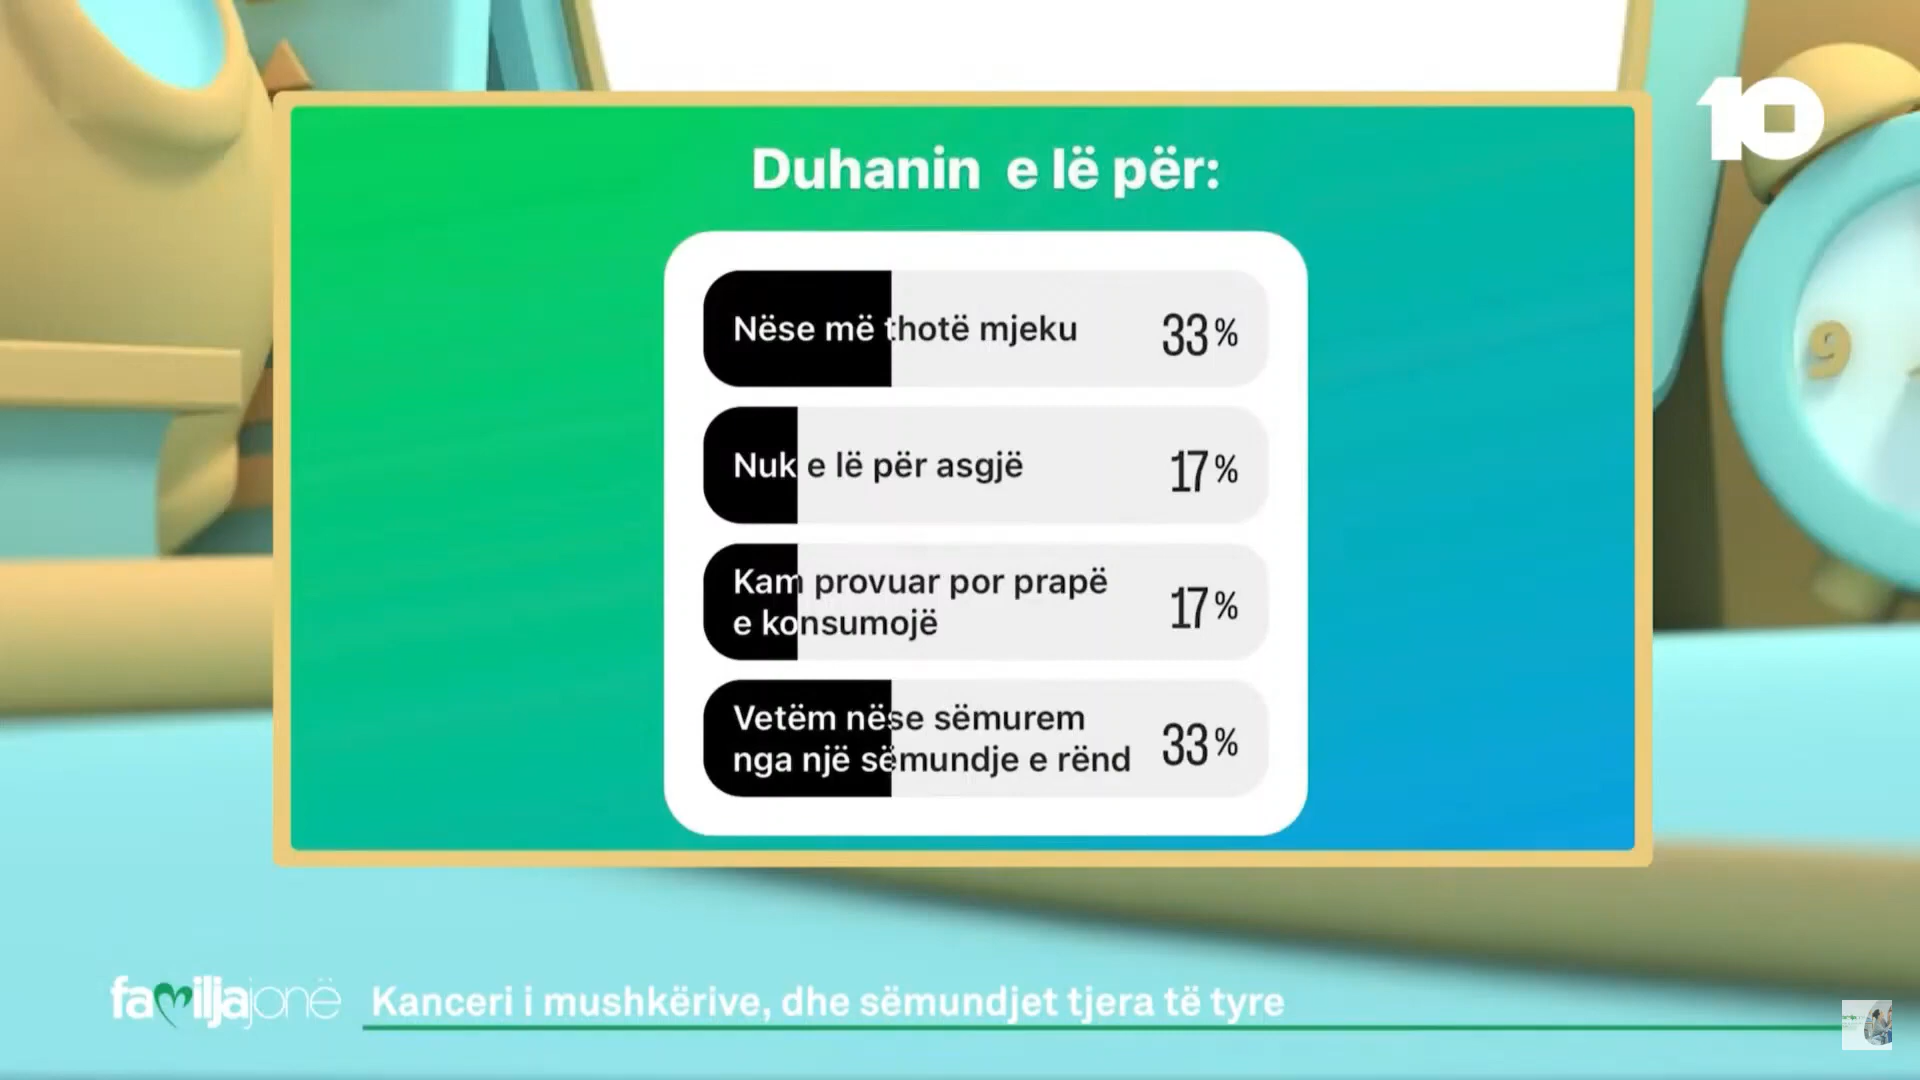 10
Duhanin e lë për:
Nëse më thotë mjeku 33%
Nuk e lë për asgjë 17%
Kam provuar por prapë
e konsumojë 17%
Vetëm nëse sëmurem
nga një sëmundje e rënd 33%
9
familjajonë Kanceri i mushkërive, dhe sëmundjet tjera të tyre